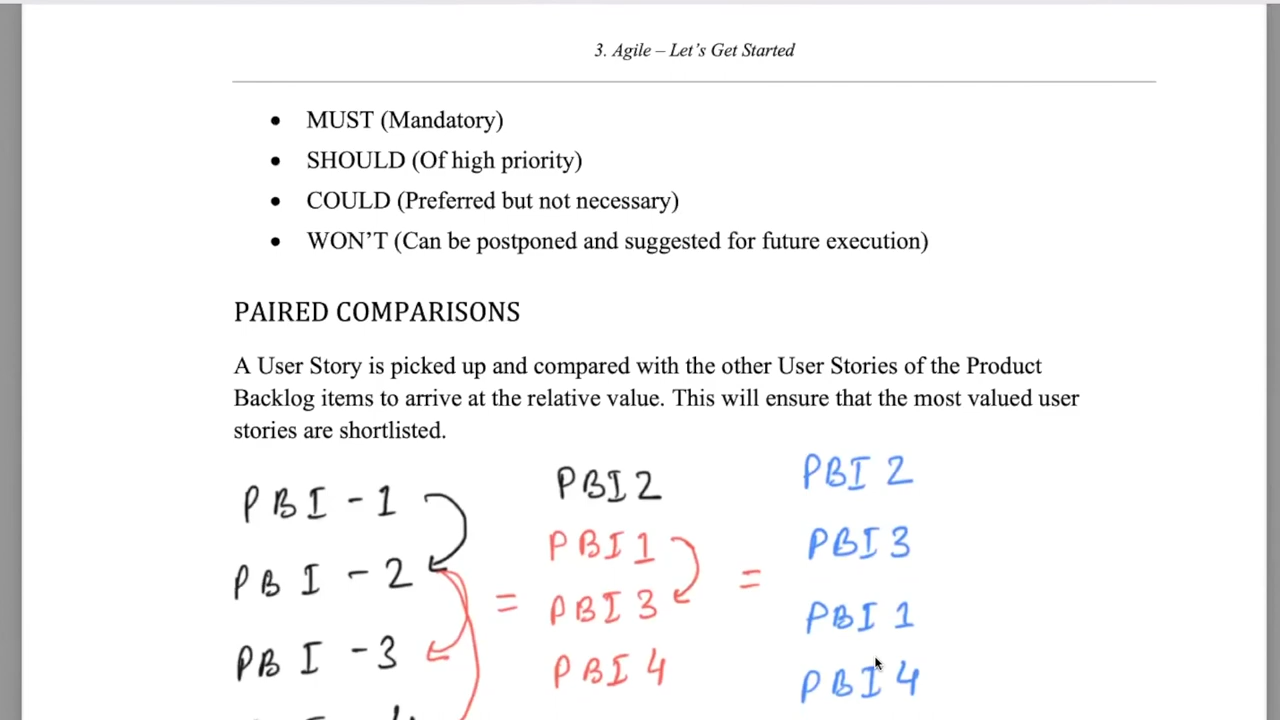 3. Agile – Let's Get Started
• MUST (Mandatory)
• SHOULD (Of high priority)
• COULD (Preferred but not necessary)
• WON'T (Can be postponed and suggested for future execution)
PAIRED COMPARISONS
A User Story is picked up and compared with the other User Stories of the Product
Backlog items to arrive at the relative value. This will ensure that the most valued user
stories are shortlisted.
PBI - 1
PBI - 2
PBI - 3
=
PBI 2
PBI 1
PBI 3
PBI 4
=
PBI 2
PBI 3
PBI 1
PBI 4